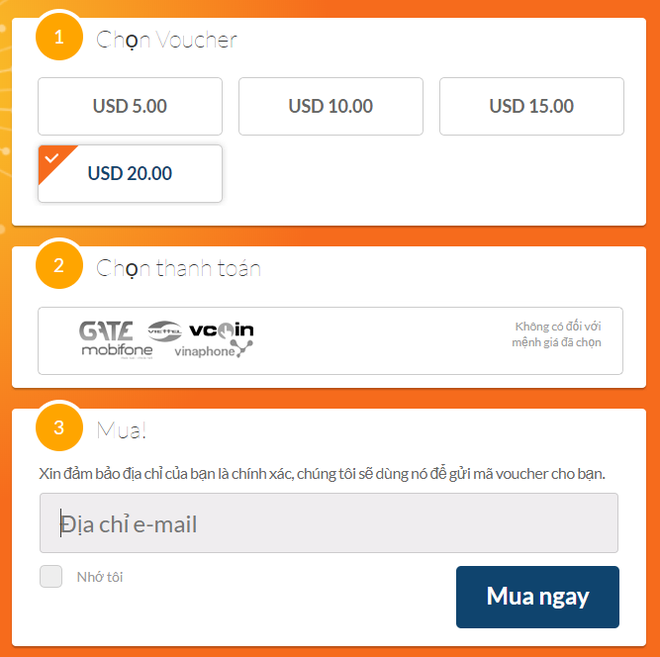 1
Chọn Voucher
USD 5.00
USD 10.00
USD 15.00
USD 20.00
2
Chọn thanh toán
GATE VIETTEL vcoin
mobifone vinaphone
Không có đối với
mệnh giá đã chọn
3
Mua!
Xin đảm bảo địa chỉ của bạn là chính xác, chúng tôi sẽ dùng nó để gửi mã voucher cho bạn.
Địa chỉ e-mail
Nhớ tôi
Mua ngay